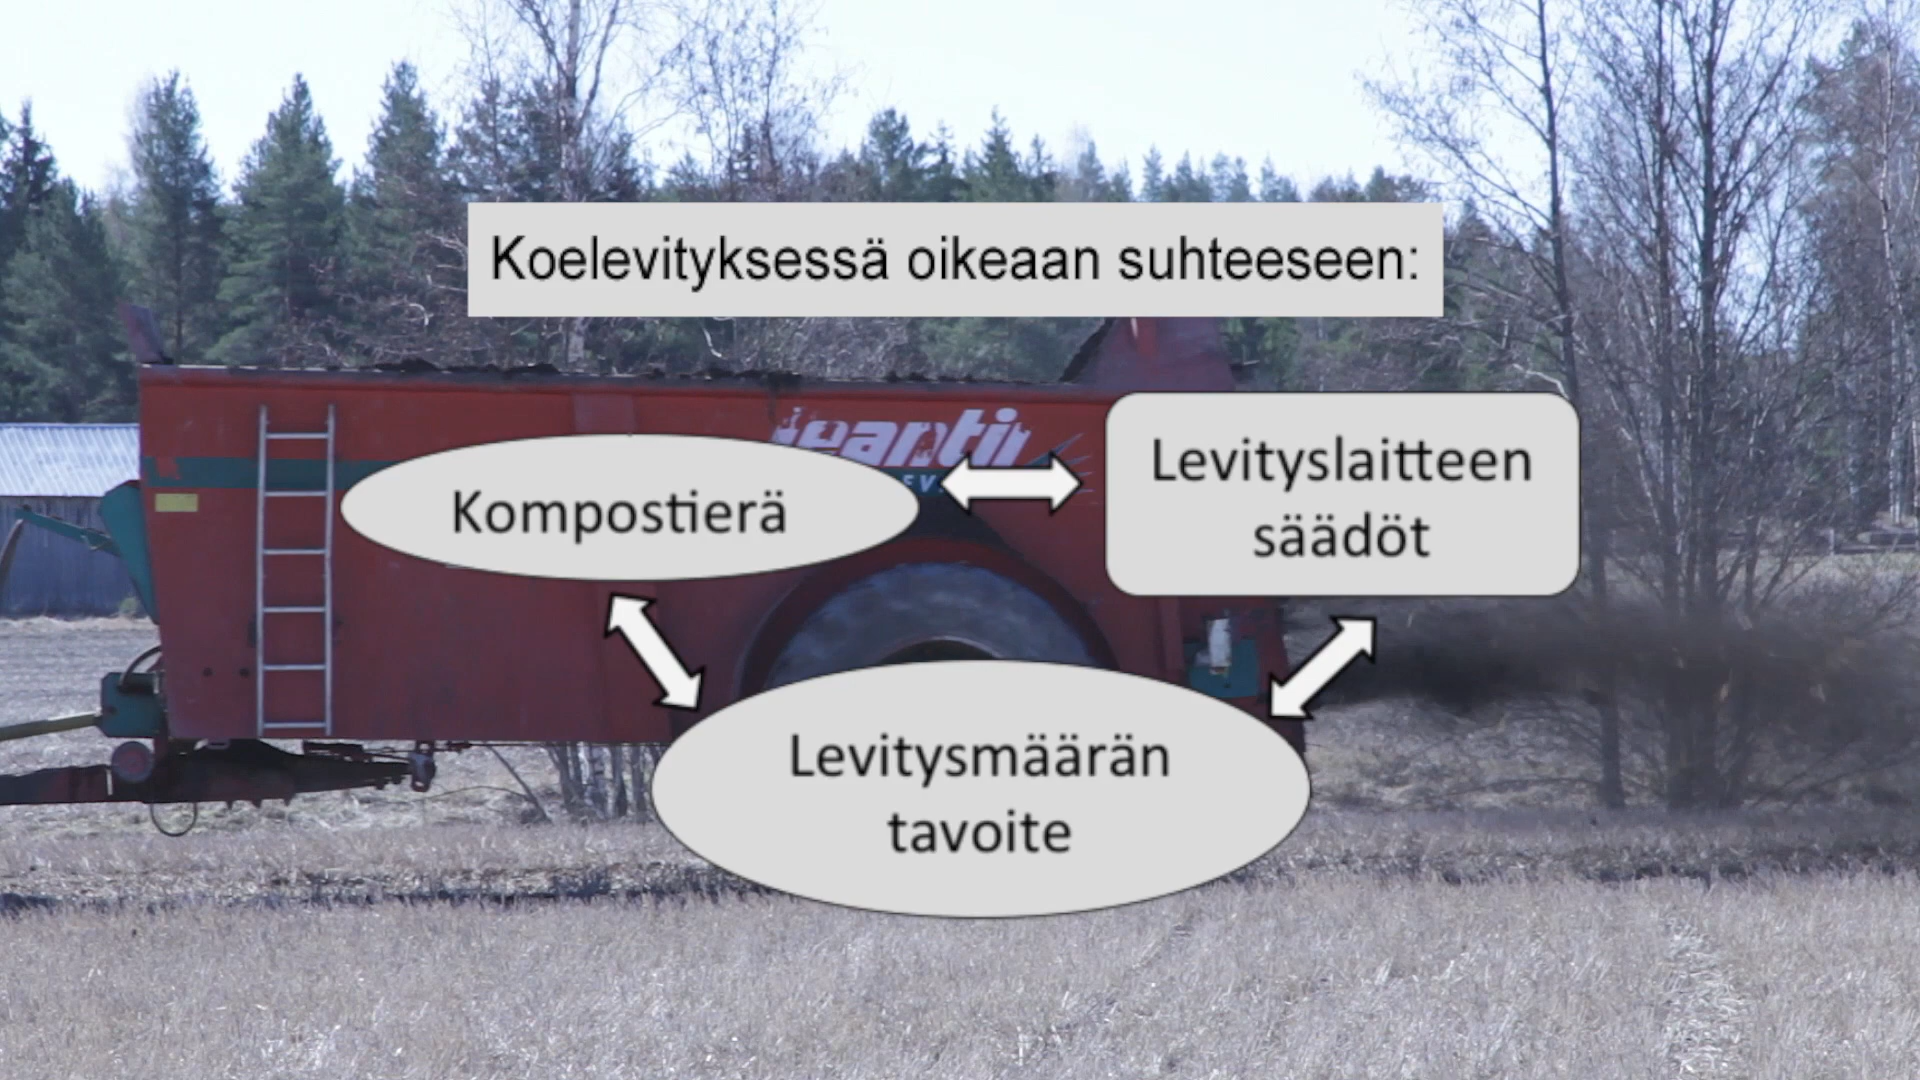 Koelevityksessä oikeaan suhteeseen:
Kompostierä
Levityslaitteen
säädöt
Levitysmäärän
tavoite